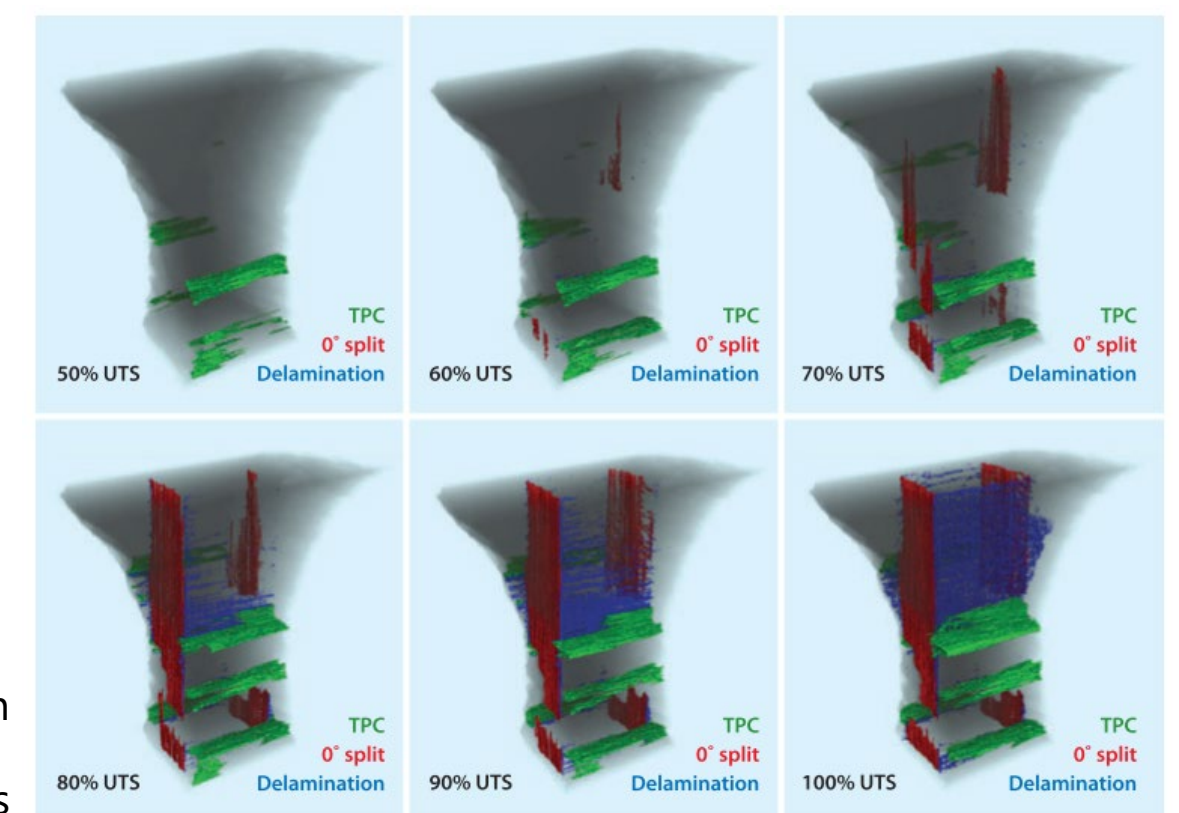 TPC
0° split
50% UTS
Delamination
TPC
0° split
60% UTS
Delamination
TPC
0° split
70% UTS
Delamination
TPC
0° split
80% UTS
Delamination
TPC
0° split
90% UTS
Delamination
TPC
0° split
100% UTS
Delamination